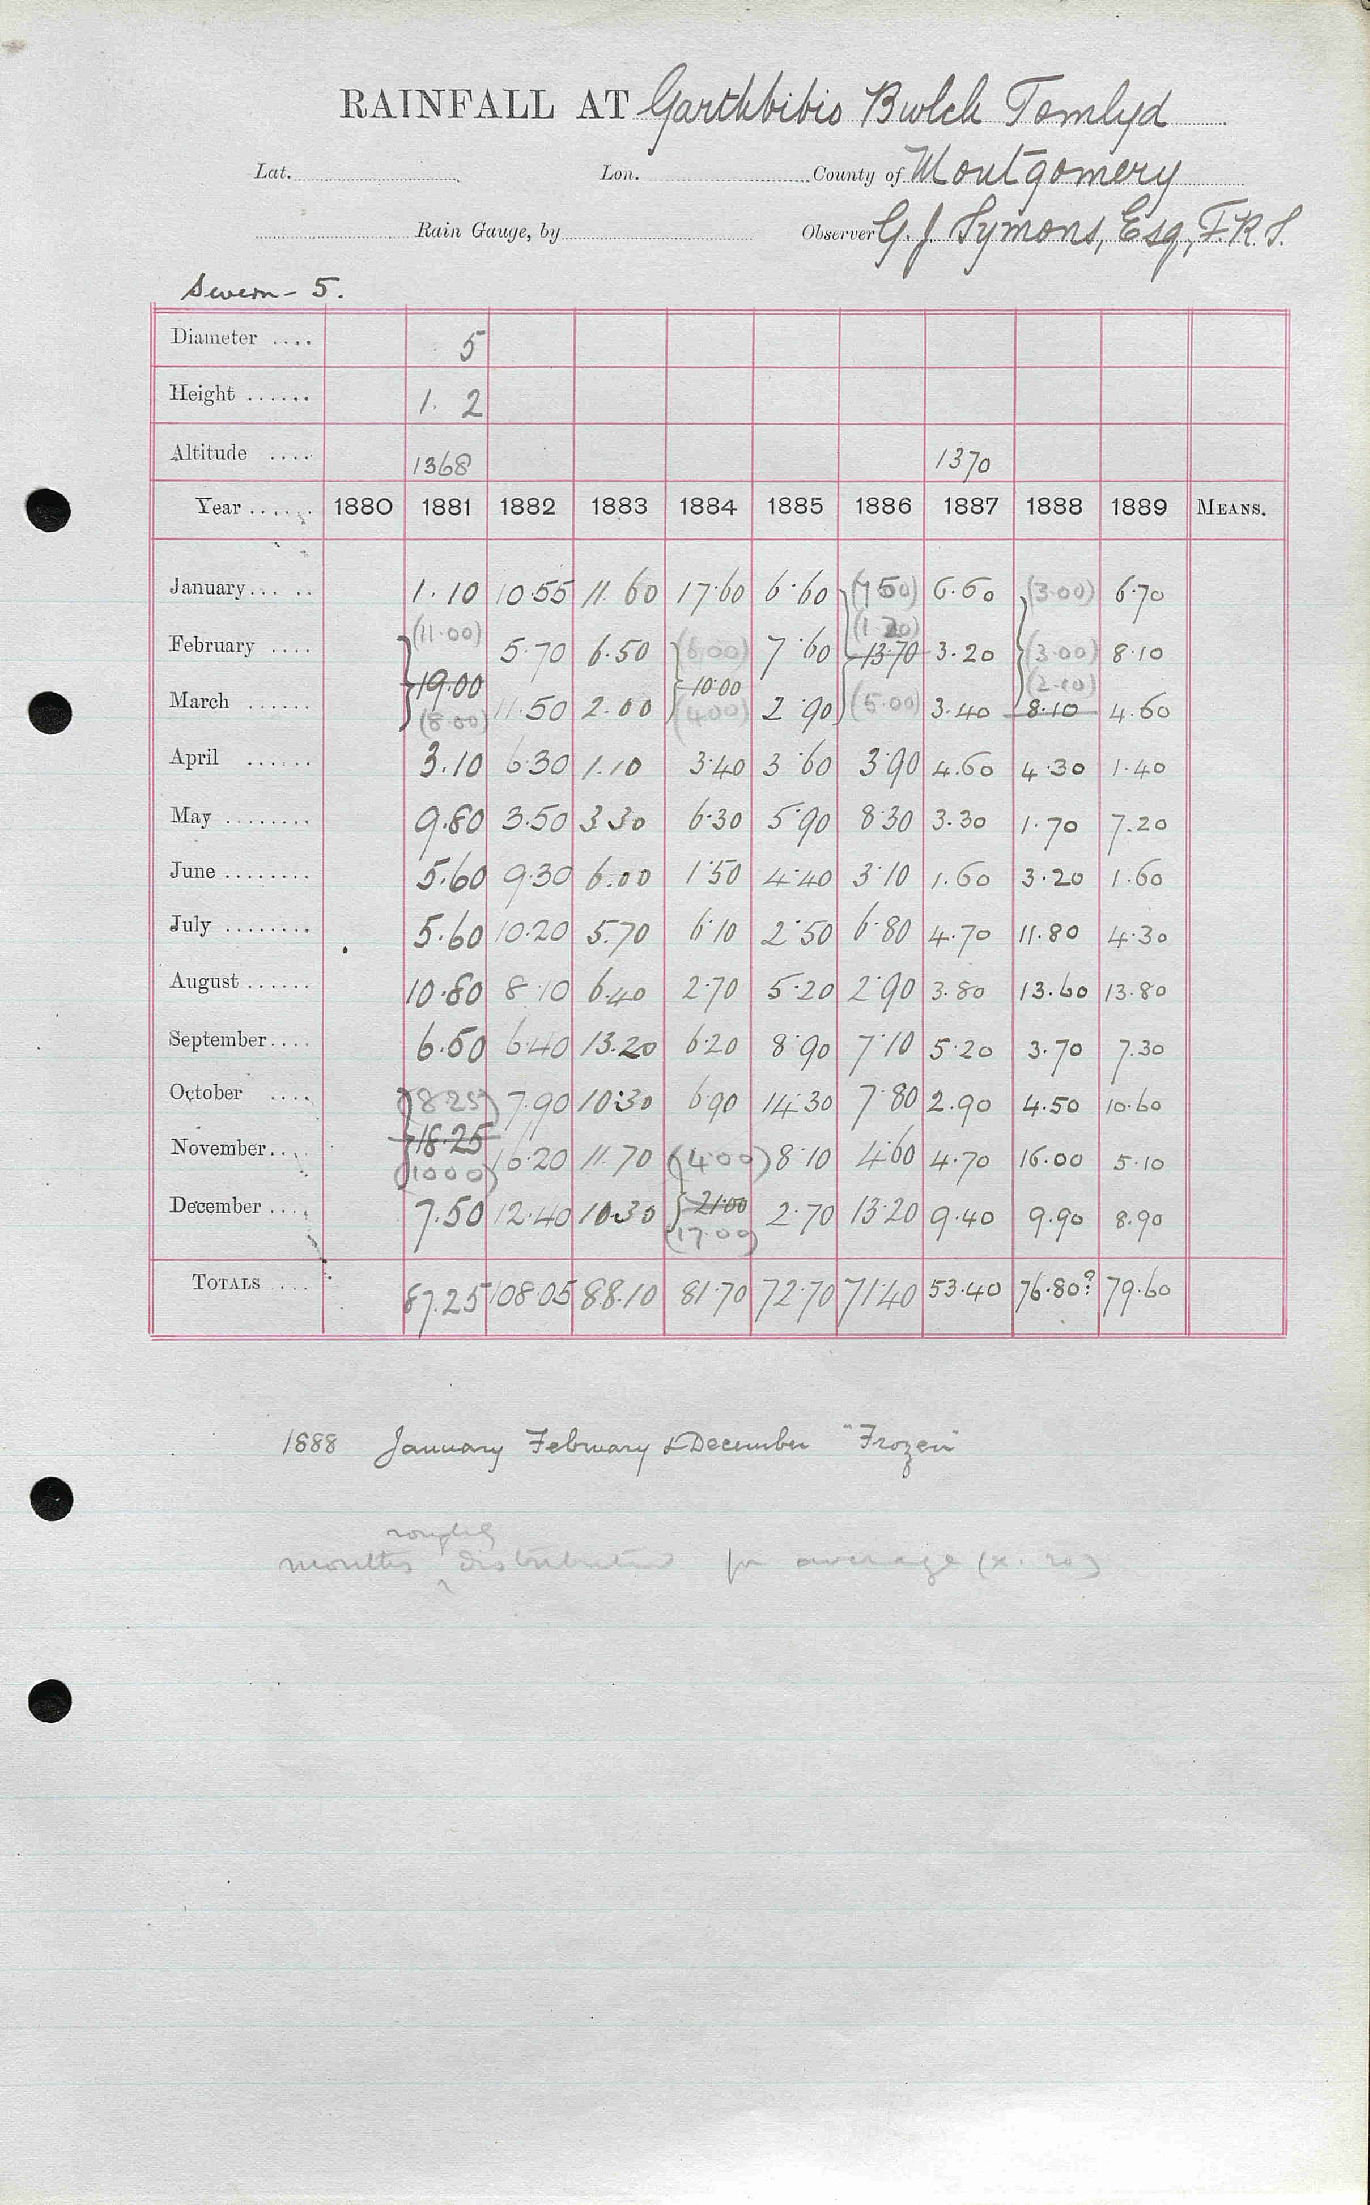 RAINFALL AT Garthbibio Bwlch Tomlyd
Lat. Lon. County of Montgomery
Rain Gauge, by Observer G. J. Symons, Esq., F.R.S.
Severn - 5.
Diameter .... 5
Height ...... 1. 2
Altitude .... 1368 1370
Year ...... 1880 1881 1882 1883 1884 1885 1886 1887 1888 1889 MEANS.
January ..... 1.10 10.55 11.60 17.60 6.60 (7.50) 6.60 (3.00) 6.70
(11.00) (1.20)
February .... 5.70 6.50 (6.00) 7.60 13.70 3.20 (3.00) 8.10
19.00 10.00 (2.10)
March ...... (8.00) 11.50 2.00 (4.00) 2.90 (5.00) 3.40 8.10 4.60
April ...... 3.10 6.30 1.10 3.40 3.60 3.90 4.60 4.30 1.40
May ........ 9.80 3.50 3.30 6.30 5.90 8.30 3.30 1.70 7.20
June ........ 5.60 9.30 6.00 1.50 4.40 3.10 1.60 3.20 1.60
July ........ 5.60 10.20 5.70 6.10 2.50 6.80 4.70 11.80 4.30
August ...... 10.80 8.10 6.40 2.70 5.20 2.90 3.80 13.60 13.80
September .... 6.50 6.40 13.20 6.20 8.90 7.10 5.20 3.70 7.30
October .... (8.25) 7.90 10.30 6.90 14.30 7.80 2.90 4.50 10.60
18.25
November .... (10.00) 16.20 11.70 (4.00) 8.10 4.60 4.70 16.00 5.10
December .... 7.50 12.40 10.30 21.00 2.70 13.20 9.40 9.90 8.90
(17.00)
TOTALS .... 87.25 108.05 88.10 81.70 72.70 71.40 53.40 76.80? 79.60
1888 January February & December "Frozen"
roughly
months distributed for average